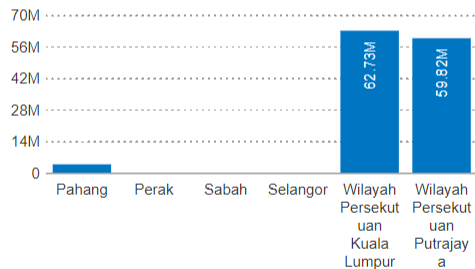 70M
56M
42M
28M
14M
0
62.73M
59.82M
Pahang
Perak
Sabah
Selangor
Wilayah
Persekut
uan
Kuala
Lumpur
Wilayah
Persekut
uan
Putrajay
a